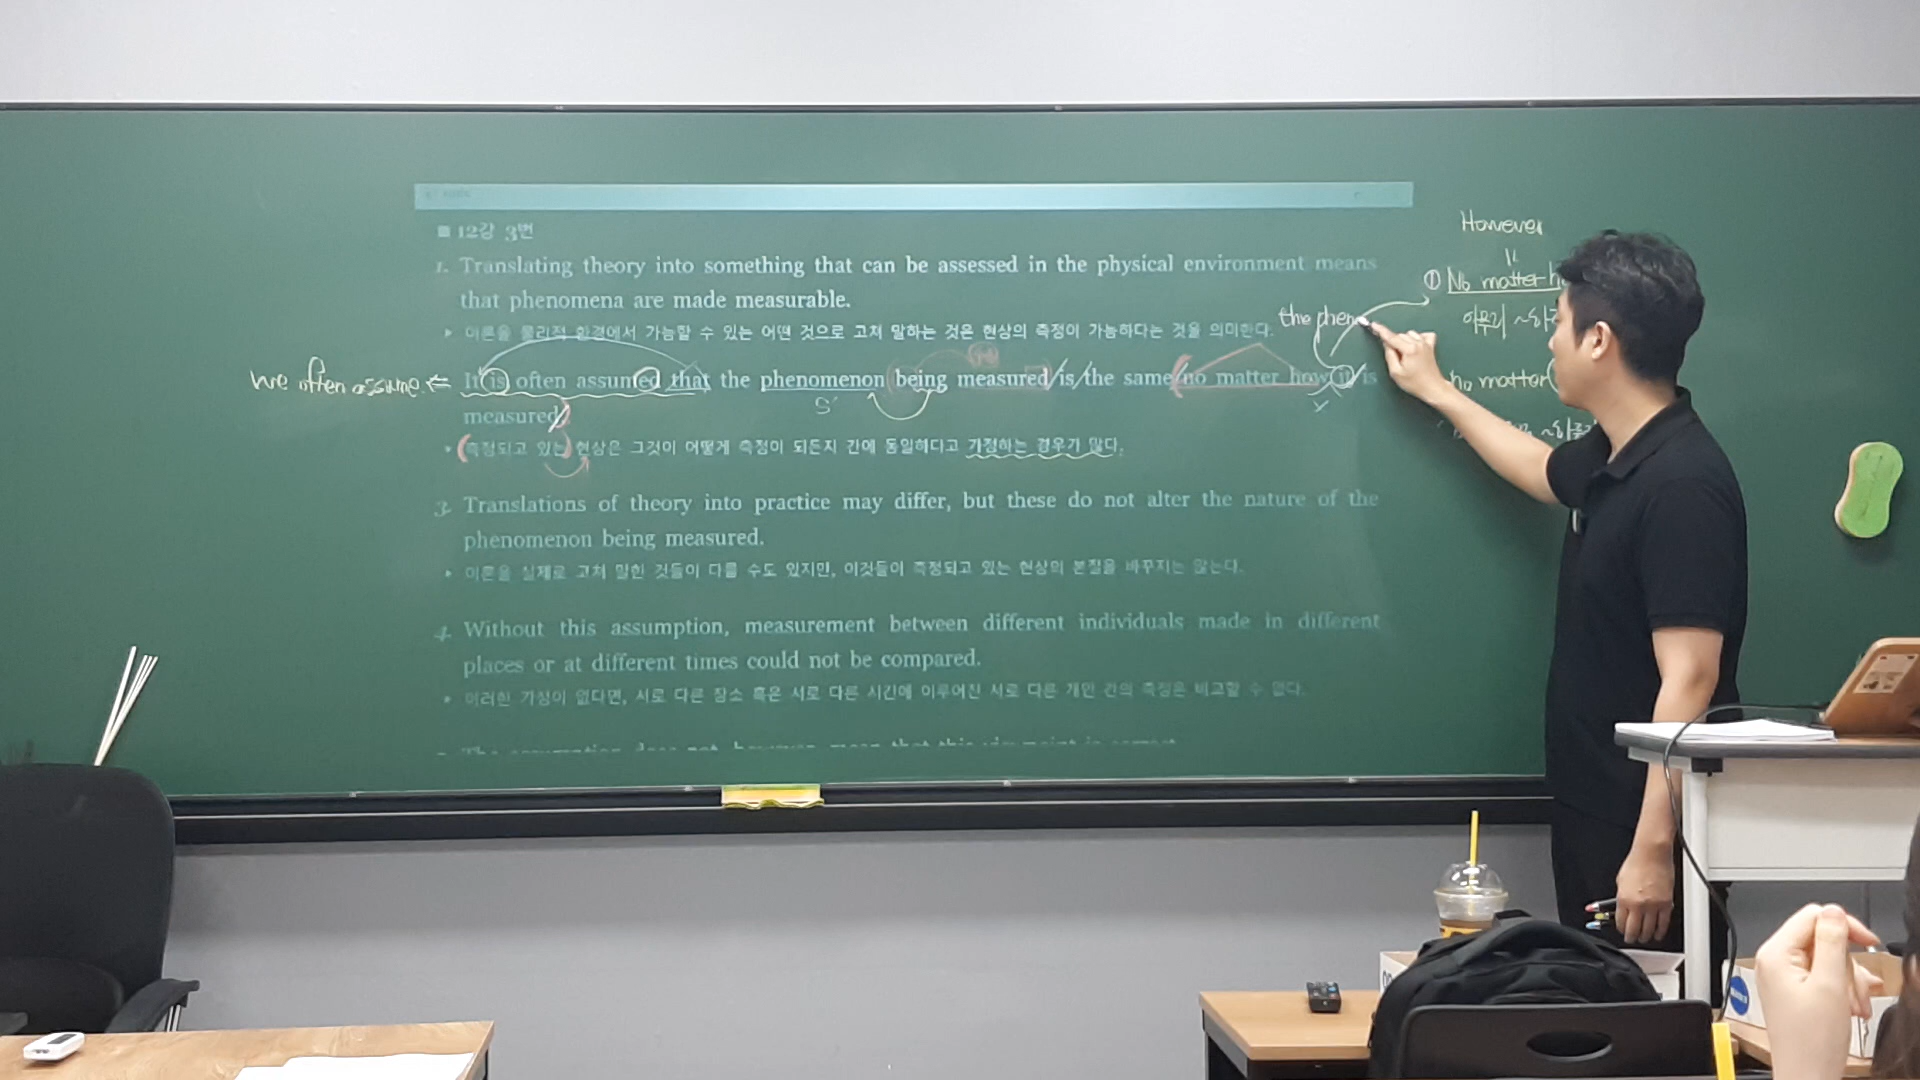 ■ 12강 3번
1. Translating theory into something that can be assessed in the physical environment means
that phenomena are made measurable.
▸ 이론을 물리적 환경에서 가능할 수 있는 어떤 것으로 고쳐 말하는 것은 현상의 측정이 가능하다는 것을 의미한다.
the phen
we often assume ⇐ It is often assumed that the phenomenon being measured is the same no matter how it is
S'
measured.
▸ 측정되고 있는 현상은 그것이 어떻게 측정이 되든지 간에 동일하다고 가정하는 경우가 많다.
3. Translations of theory into practice may differ, but these do not alter the nature of the
phenomenon being measured.
▸ 이론을 실제로 고쳐 말한 것들이 다를 수도 있지만, 이것들이 측정되고 있는 현상의 본질을 바꾸지는 않는다.
4. Without this assumption, measurement between different individuals made in different
places or at different times could not be compared.
▸ 이러한 가정이 없다면, 서로 다른 장소 혹은 서로 다른 시간에 이루어진 서로 다른 개인 간의 측정은 비교할 수 없다.
The assumption does not, however, mean that this viewpoint is correct.
However
① No matter h
아무리 ~하
no matter